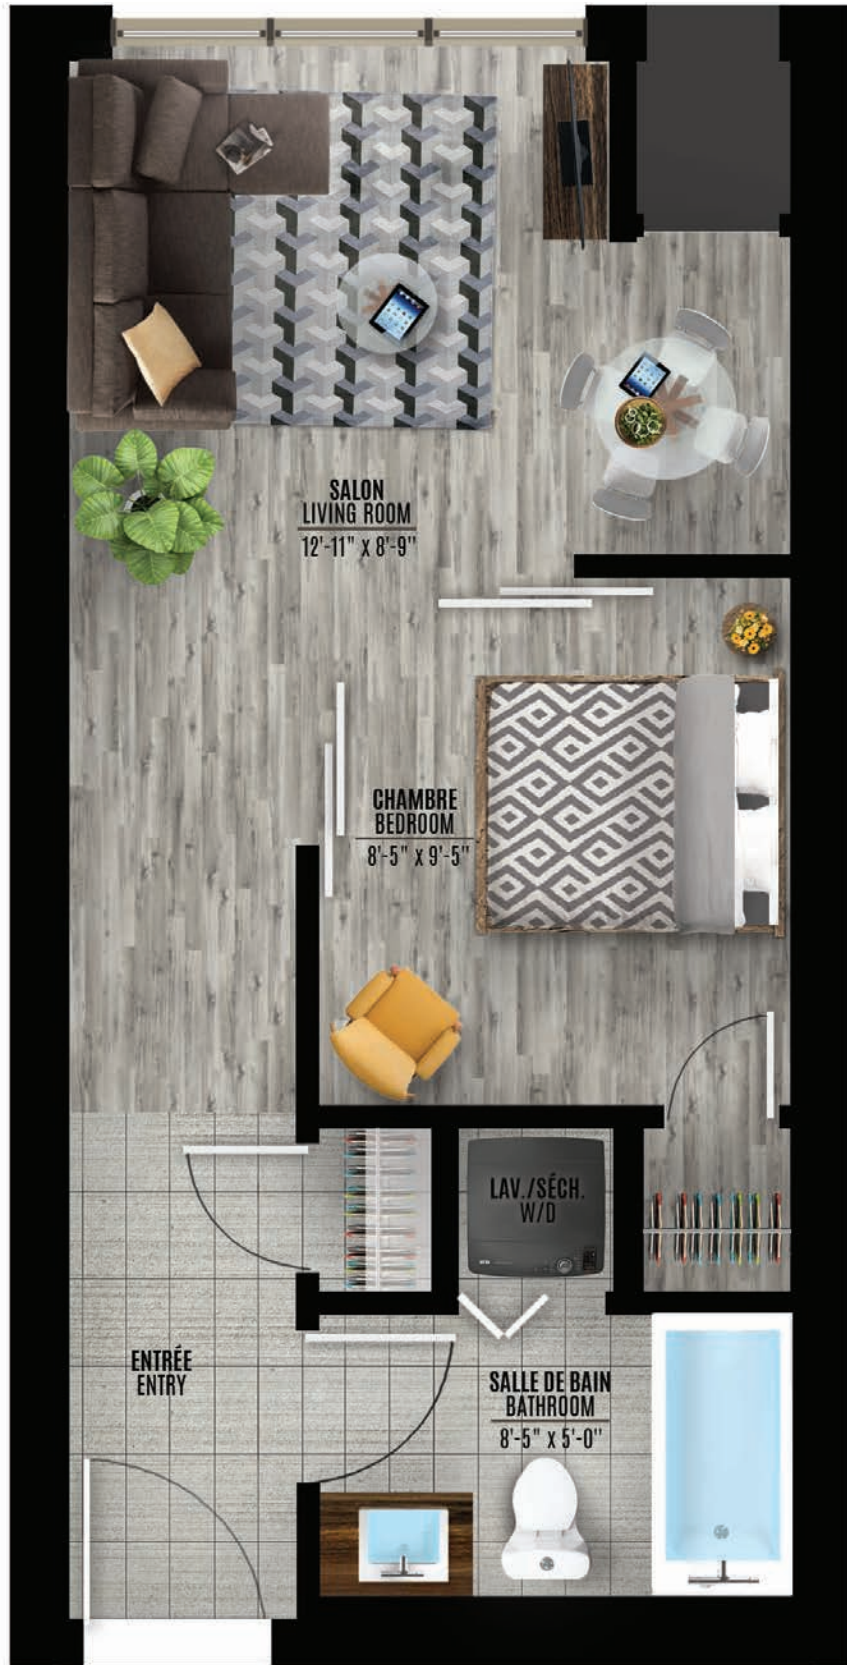 SALON
LIVING ROOM
12'-11" x 8'-9"
CHAMBRE
BEDROOM
8'-5" x 9'-5"
LAV./SÉCH.
W/D
ENTRÉE
ENTRY
SALLE DE BAIN
BATHROOM
8'-5" x 5'-0"